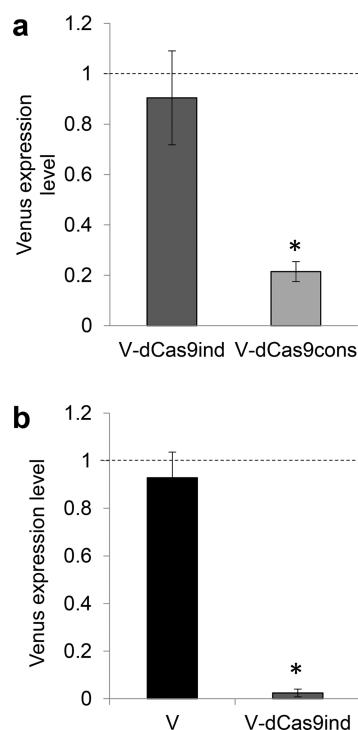 a
Venus expression
level
1.2
1
0.8
0.6
0.4
0.2
0
*
V-dCas9ind V-dCas9cons
b
Venus expression level
1.2
1
0.8
0.6
0.4
0.2
0
*
V V-dCas9ind